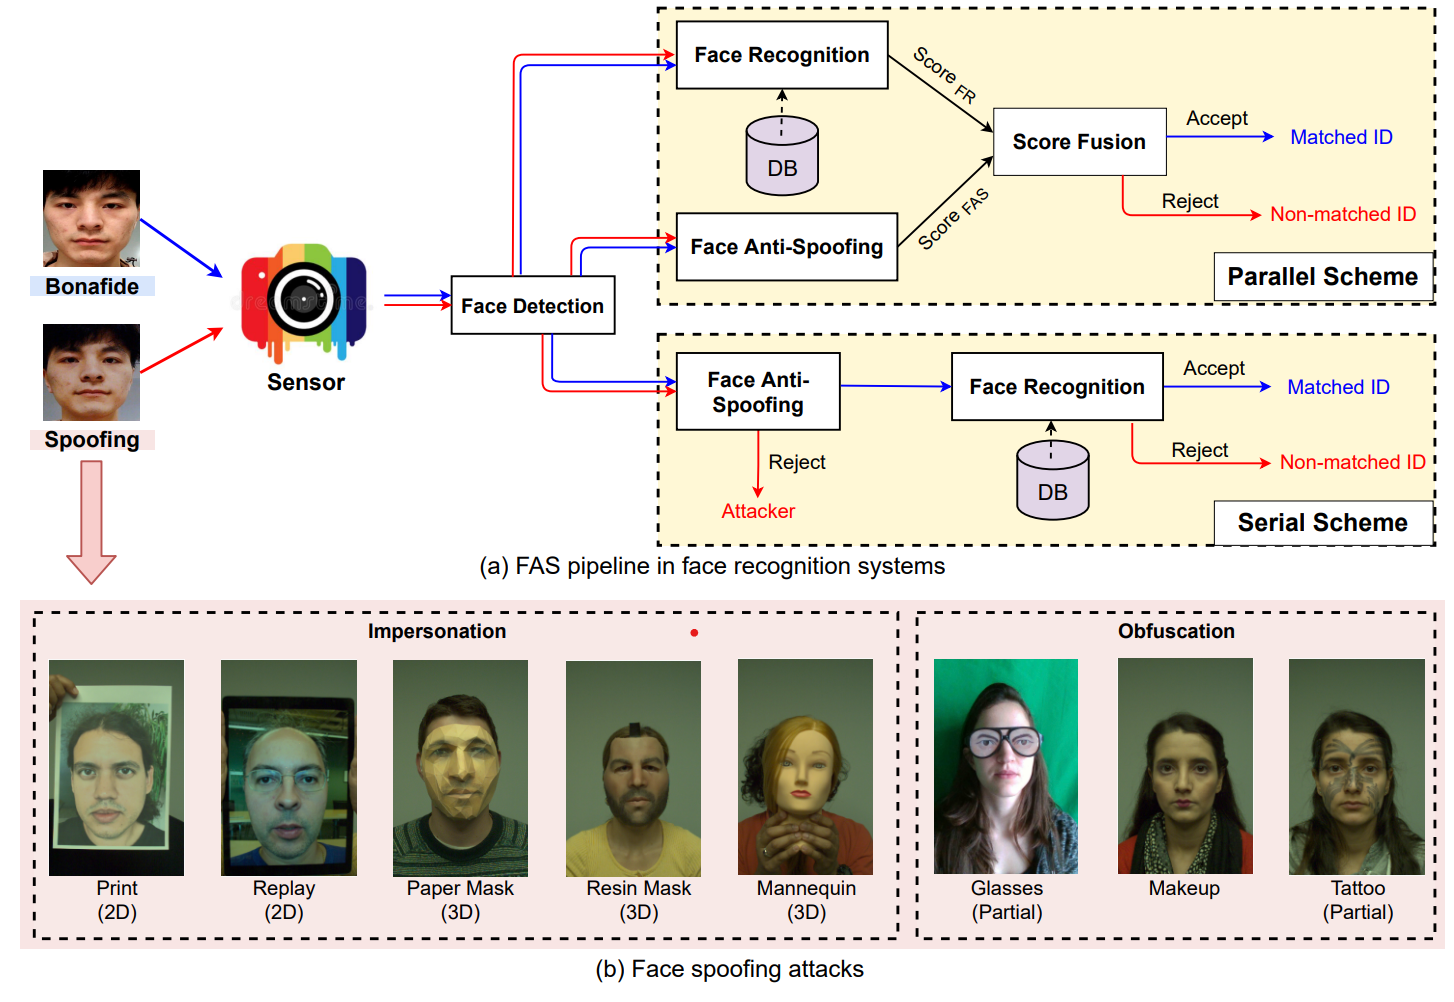 Face Recognition
Score FR
DB
Accept
Score Fusion
Matched ID
Reject
Non-matched ID
Score FAS
Face Anti-Spoofing
Parallel Scheme
Bonafide
Face Detection
Sensor
Spoofing
Face Anti-
Spoofing
Face Recognition
Accept
Matched ID
Reject
Attacker
DB
Reject
Non-matched ID
Serial Scheme
(a) FAS pipeline in face recognition systems
Impersonation
Obfuscation
Print
(2D)
Replay
(2D)
Paper Mask
(3D)
Resin Mask
(3D)
Mannequin
(3D)
Glasses
(Partial)
Makeup
Tattoo
(Partial)
(b) Face spoofing attacks